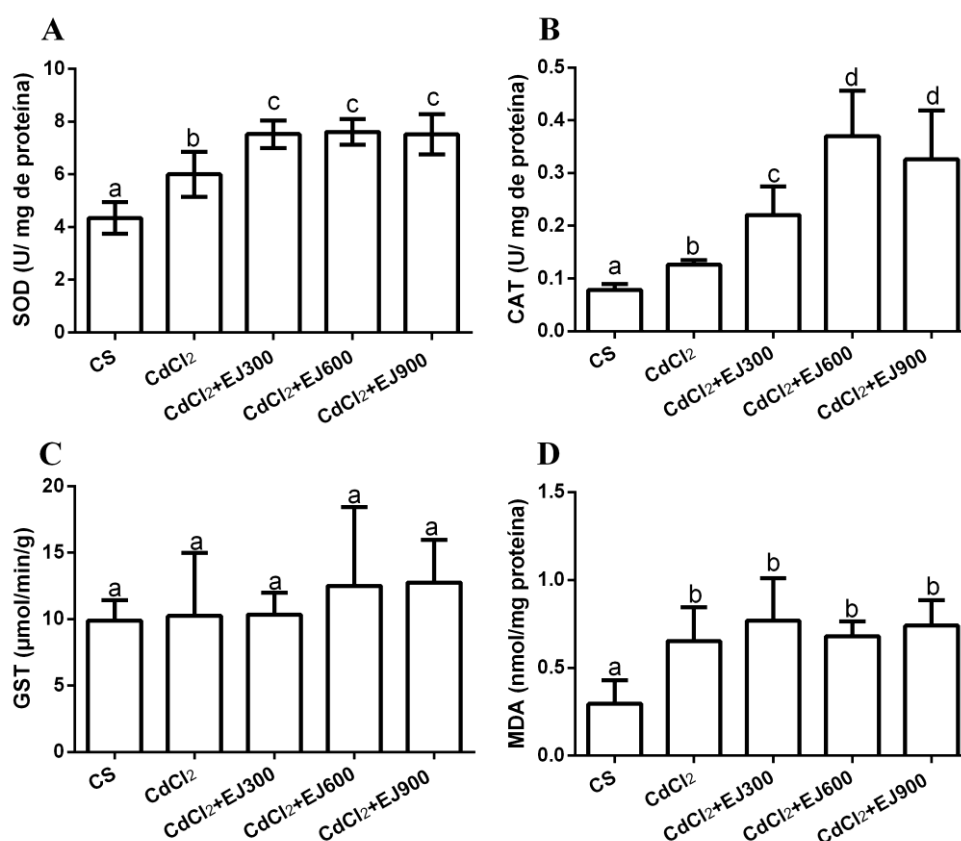 A
SOD (U/ mg de proteína)
10
8
6
4
2
0
a
b
c
c
c
CS
CdCl₂
CdCl₂+EJ300
CdCl₂+EJ600
CdCl₂+EJ900
B
CAT (U/ mg de proteína)
0.5
0.4
0.3
0.2
0.1
0.0
a
b
c
d
d
CS
CdCl₂
CdCl₂+EJ300
CdCl₂+EJ600
CdCl₂+EJ900
C
GST (µmol/min/g)
20
15
10
5
0
a
a
a
a
a
CS
CdCl₂
CdCl₂+EJ300
CdCl₂+EJ600
CdCl₂+EJ900
D
MDA (nmol/mg proteína)
1.5
1.0
0.5
0.0
a
b
b
b
b
CS
CdCl₂
CdCl₂+EJ300
CdCl₂+EJ600
CdCl₂+EJ900